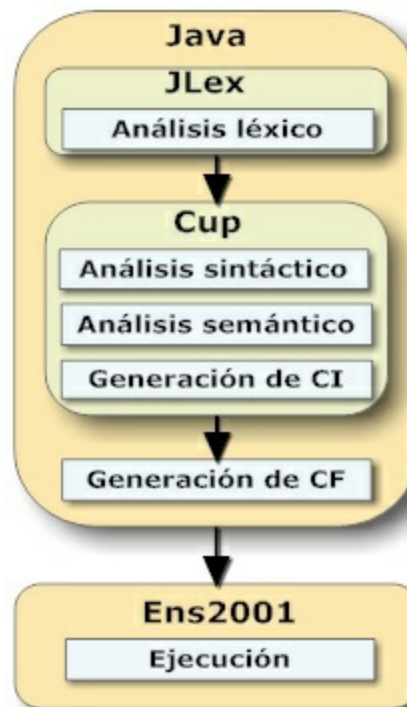 Java
JLex
Análisis léxico
Cup
Análisis sintáctico
Análisis semántico
Generación de CI
Generación de CF
Ens2001
Ejecución